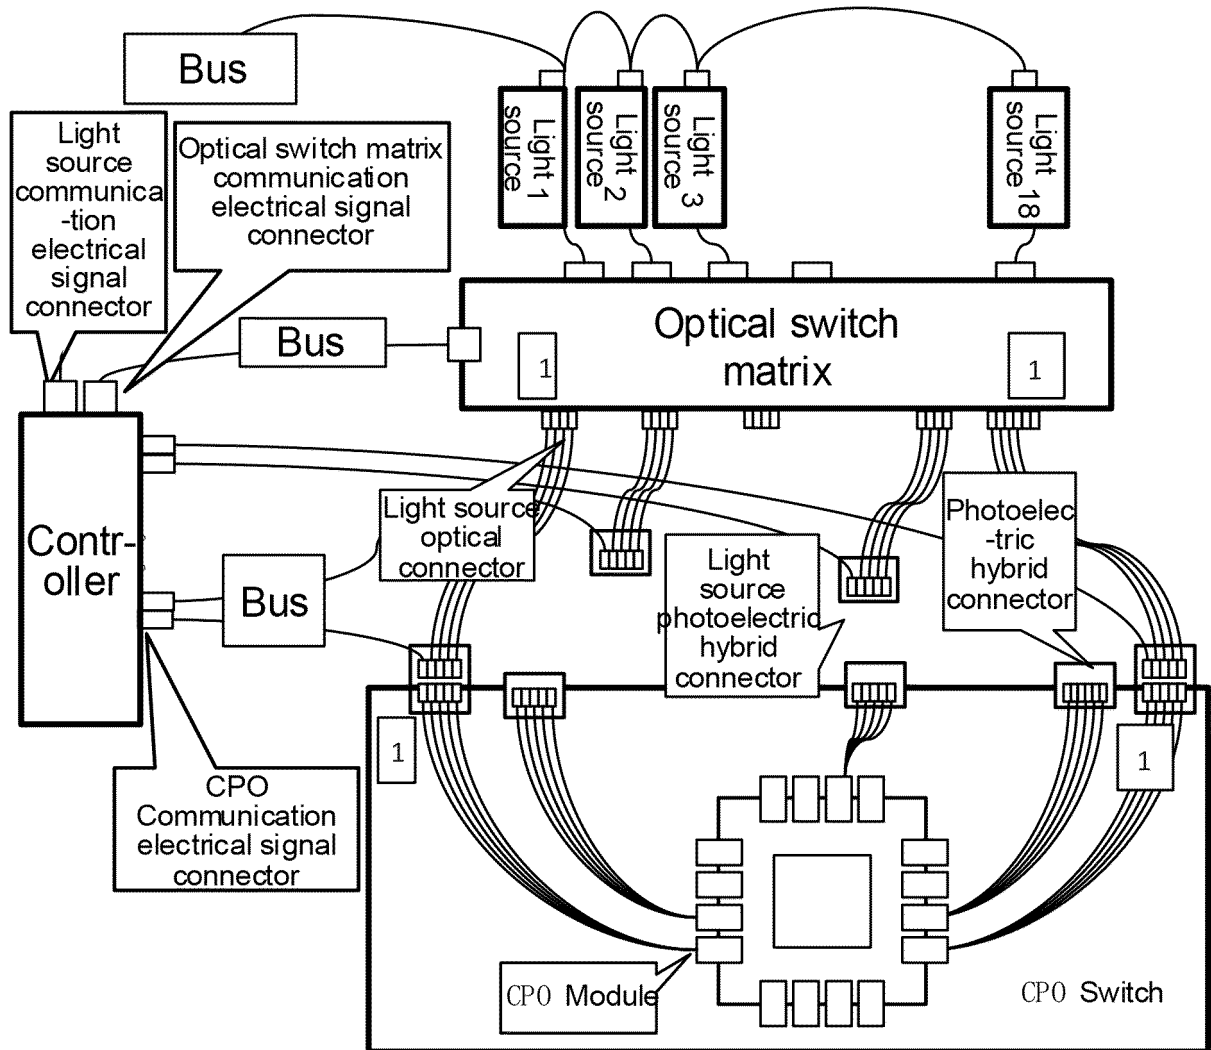 Bus
Light 1
source
Light 2
source
Light 3
source
Light
source 18
Light
source
communica
-tion
electrical
signal
connector
Optical switch matrix
communication
electrical signal
connector
Bus
Optical switch
matrix
1
1
Contr-
oller
Light source
optical
connector
Bus
Light
source
photoelectric
hybrid
connector
Photoelec
-tric
hybrid
connector
1
1
CPO
Communication
electrical signal
connector
CPO Module
CPO Switch